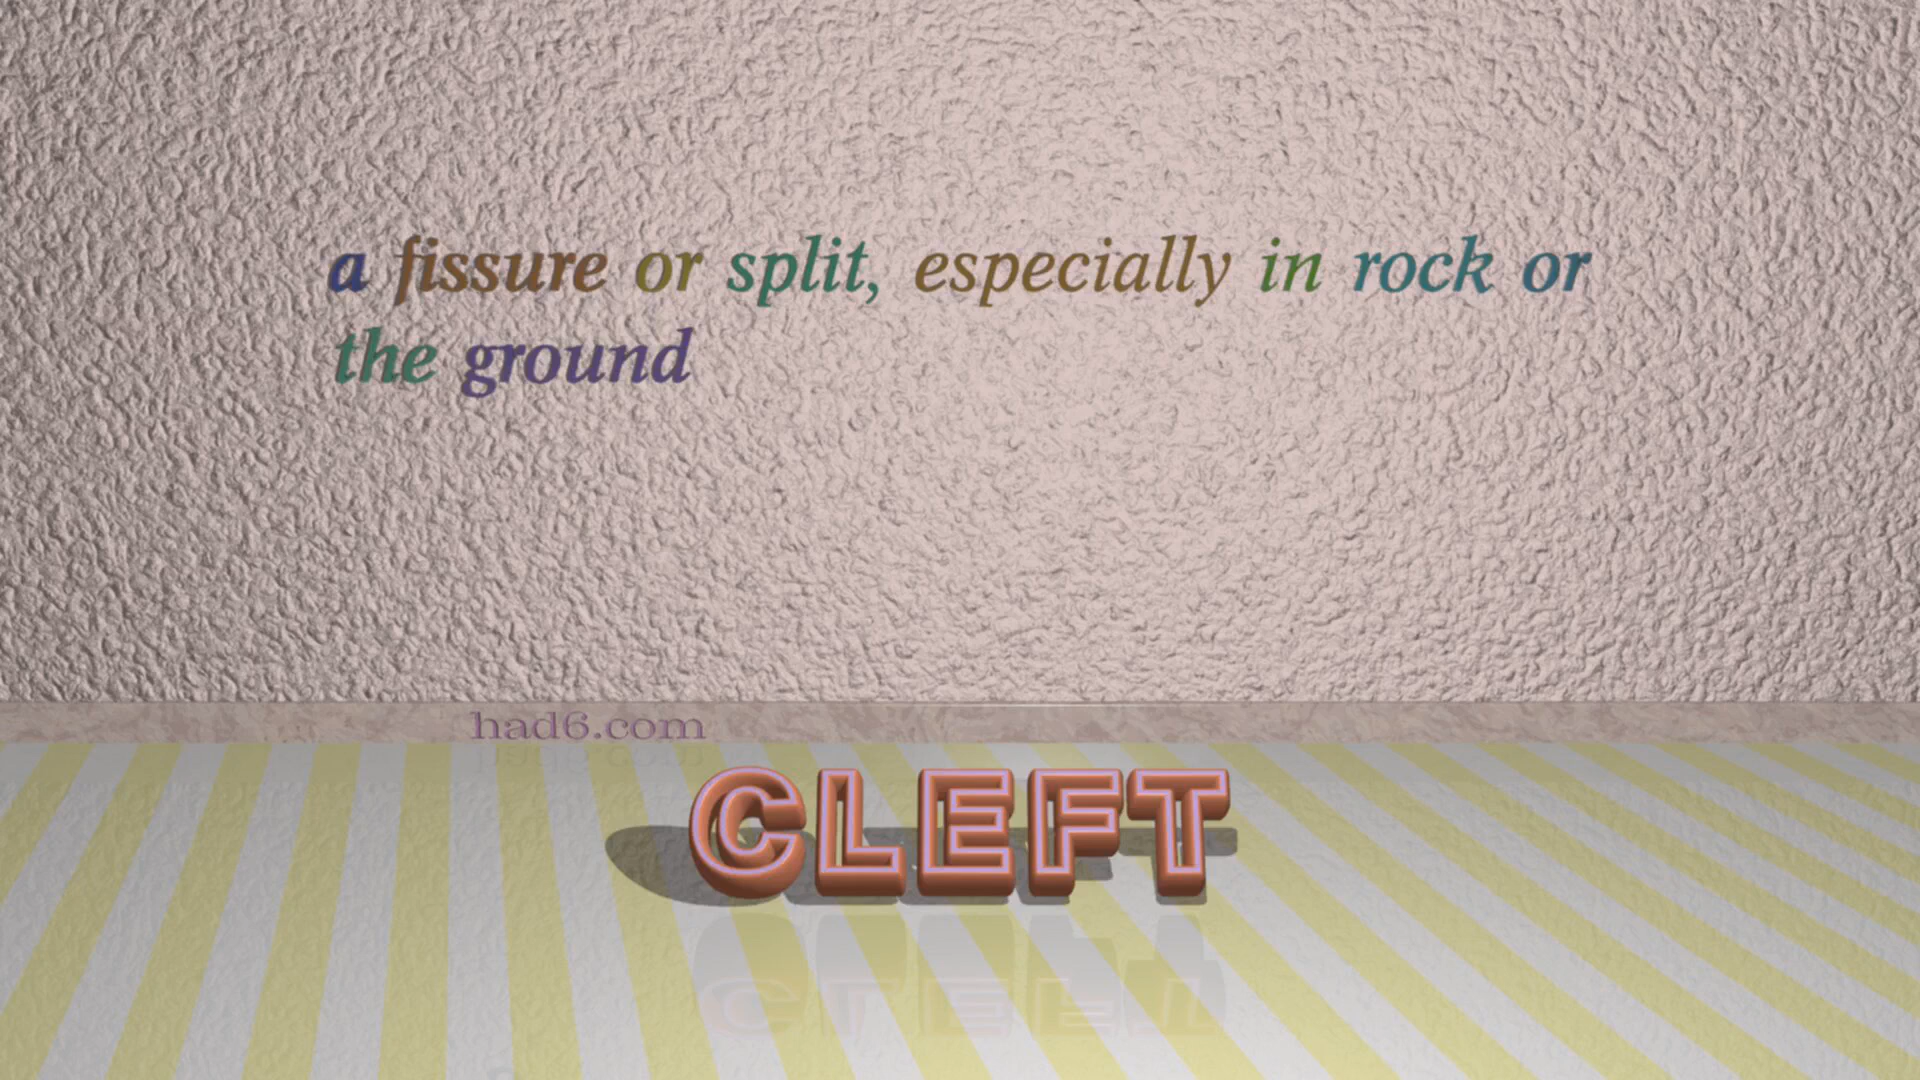 a fissure or split, especially in rock or
the ground
had6.com
CLEFT